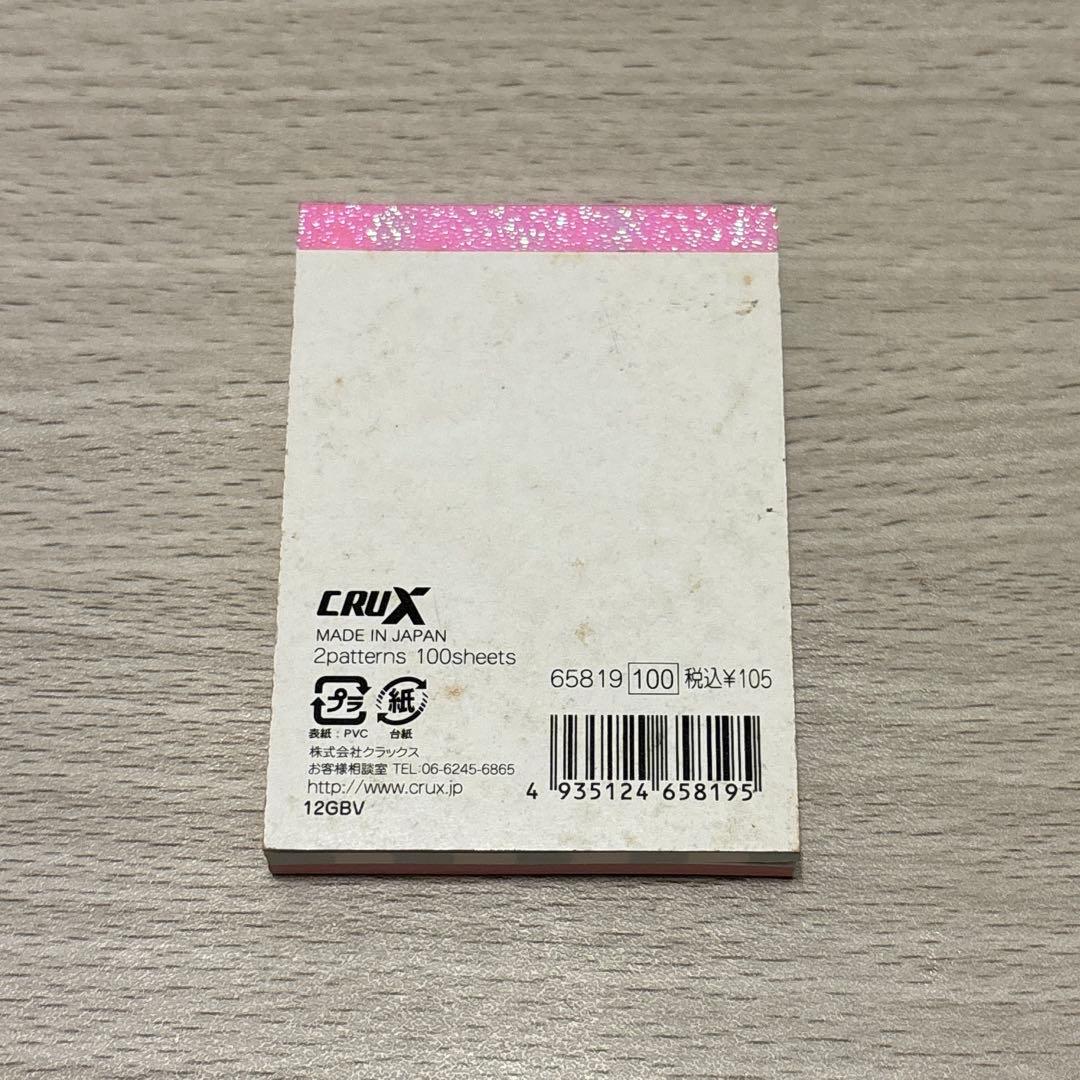 CRUX
MADE IN JAPAN
2patterns 100sheets
65819 100 税込¥105
プラ 紙
表紙：PVC 台紙
株式会社クラックス
お客様相談室 TEL:06-6245-6865
http://www.crux.jp
12GBV
4 935124 658195